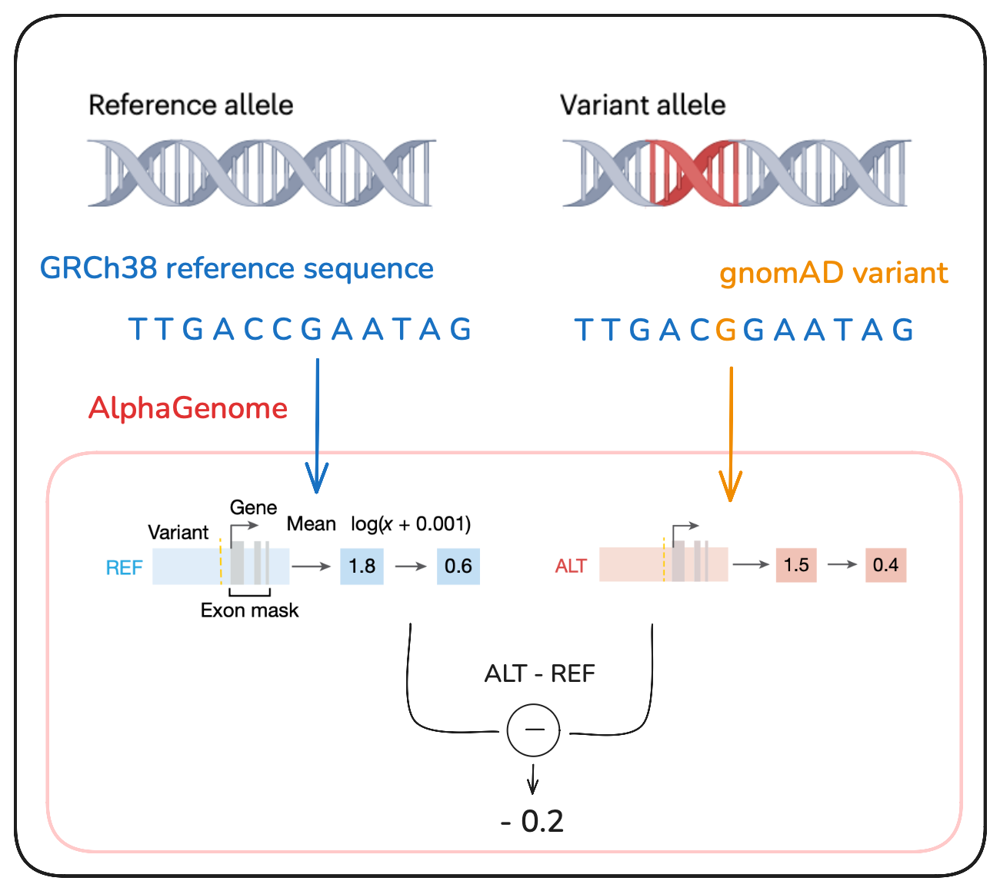 Reference allele
Variant allele
GRCh38 reference sequence
gnomAD variant
T T G A C C G A A T A G
T T G A C G G A A T A G
AlphaGenome
Gene
Variant
Mean
log(x + 0.001)
REF
1.8
0.6
Exon mask
ALT
1.5
0.4
ALT - REF
−
- 0.2